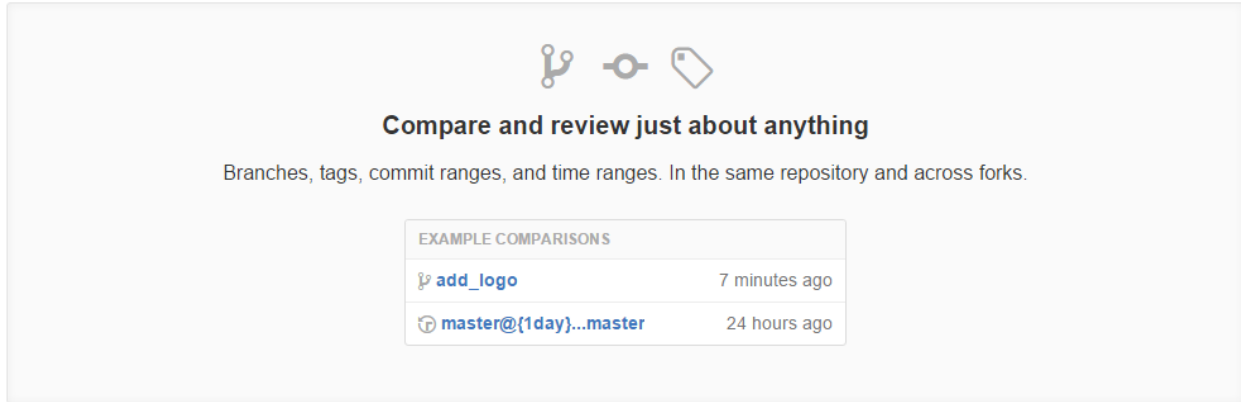 Compare and review just about anything
Branches, tags, commit ranges, and time ranges. In the same repository and across forks.
EXAMPLE COMPARISONS
add_logo 7 minutes ago
master@{1day}...master 24 hours ago